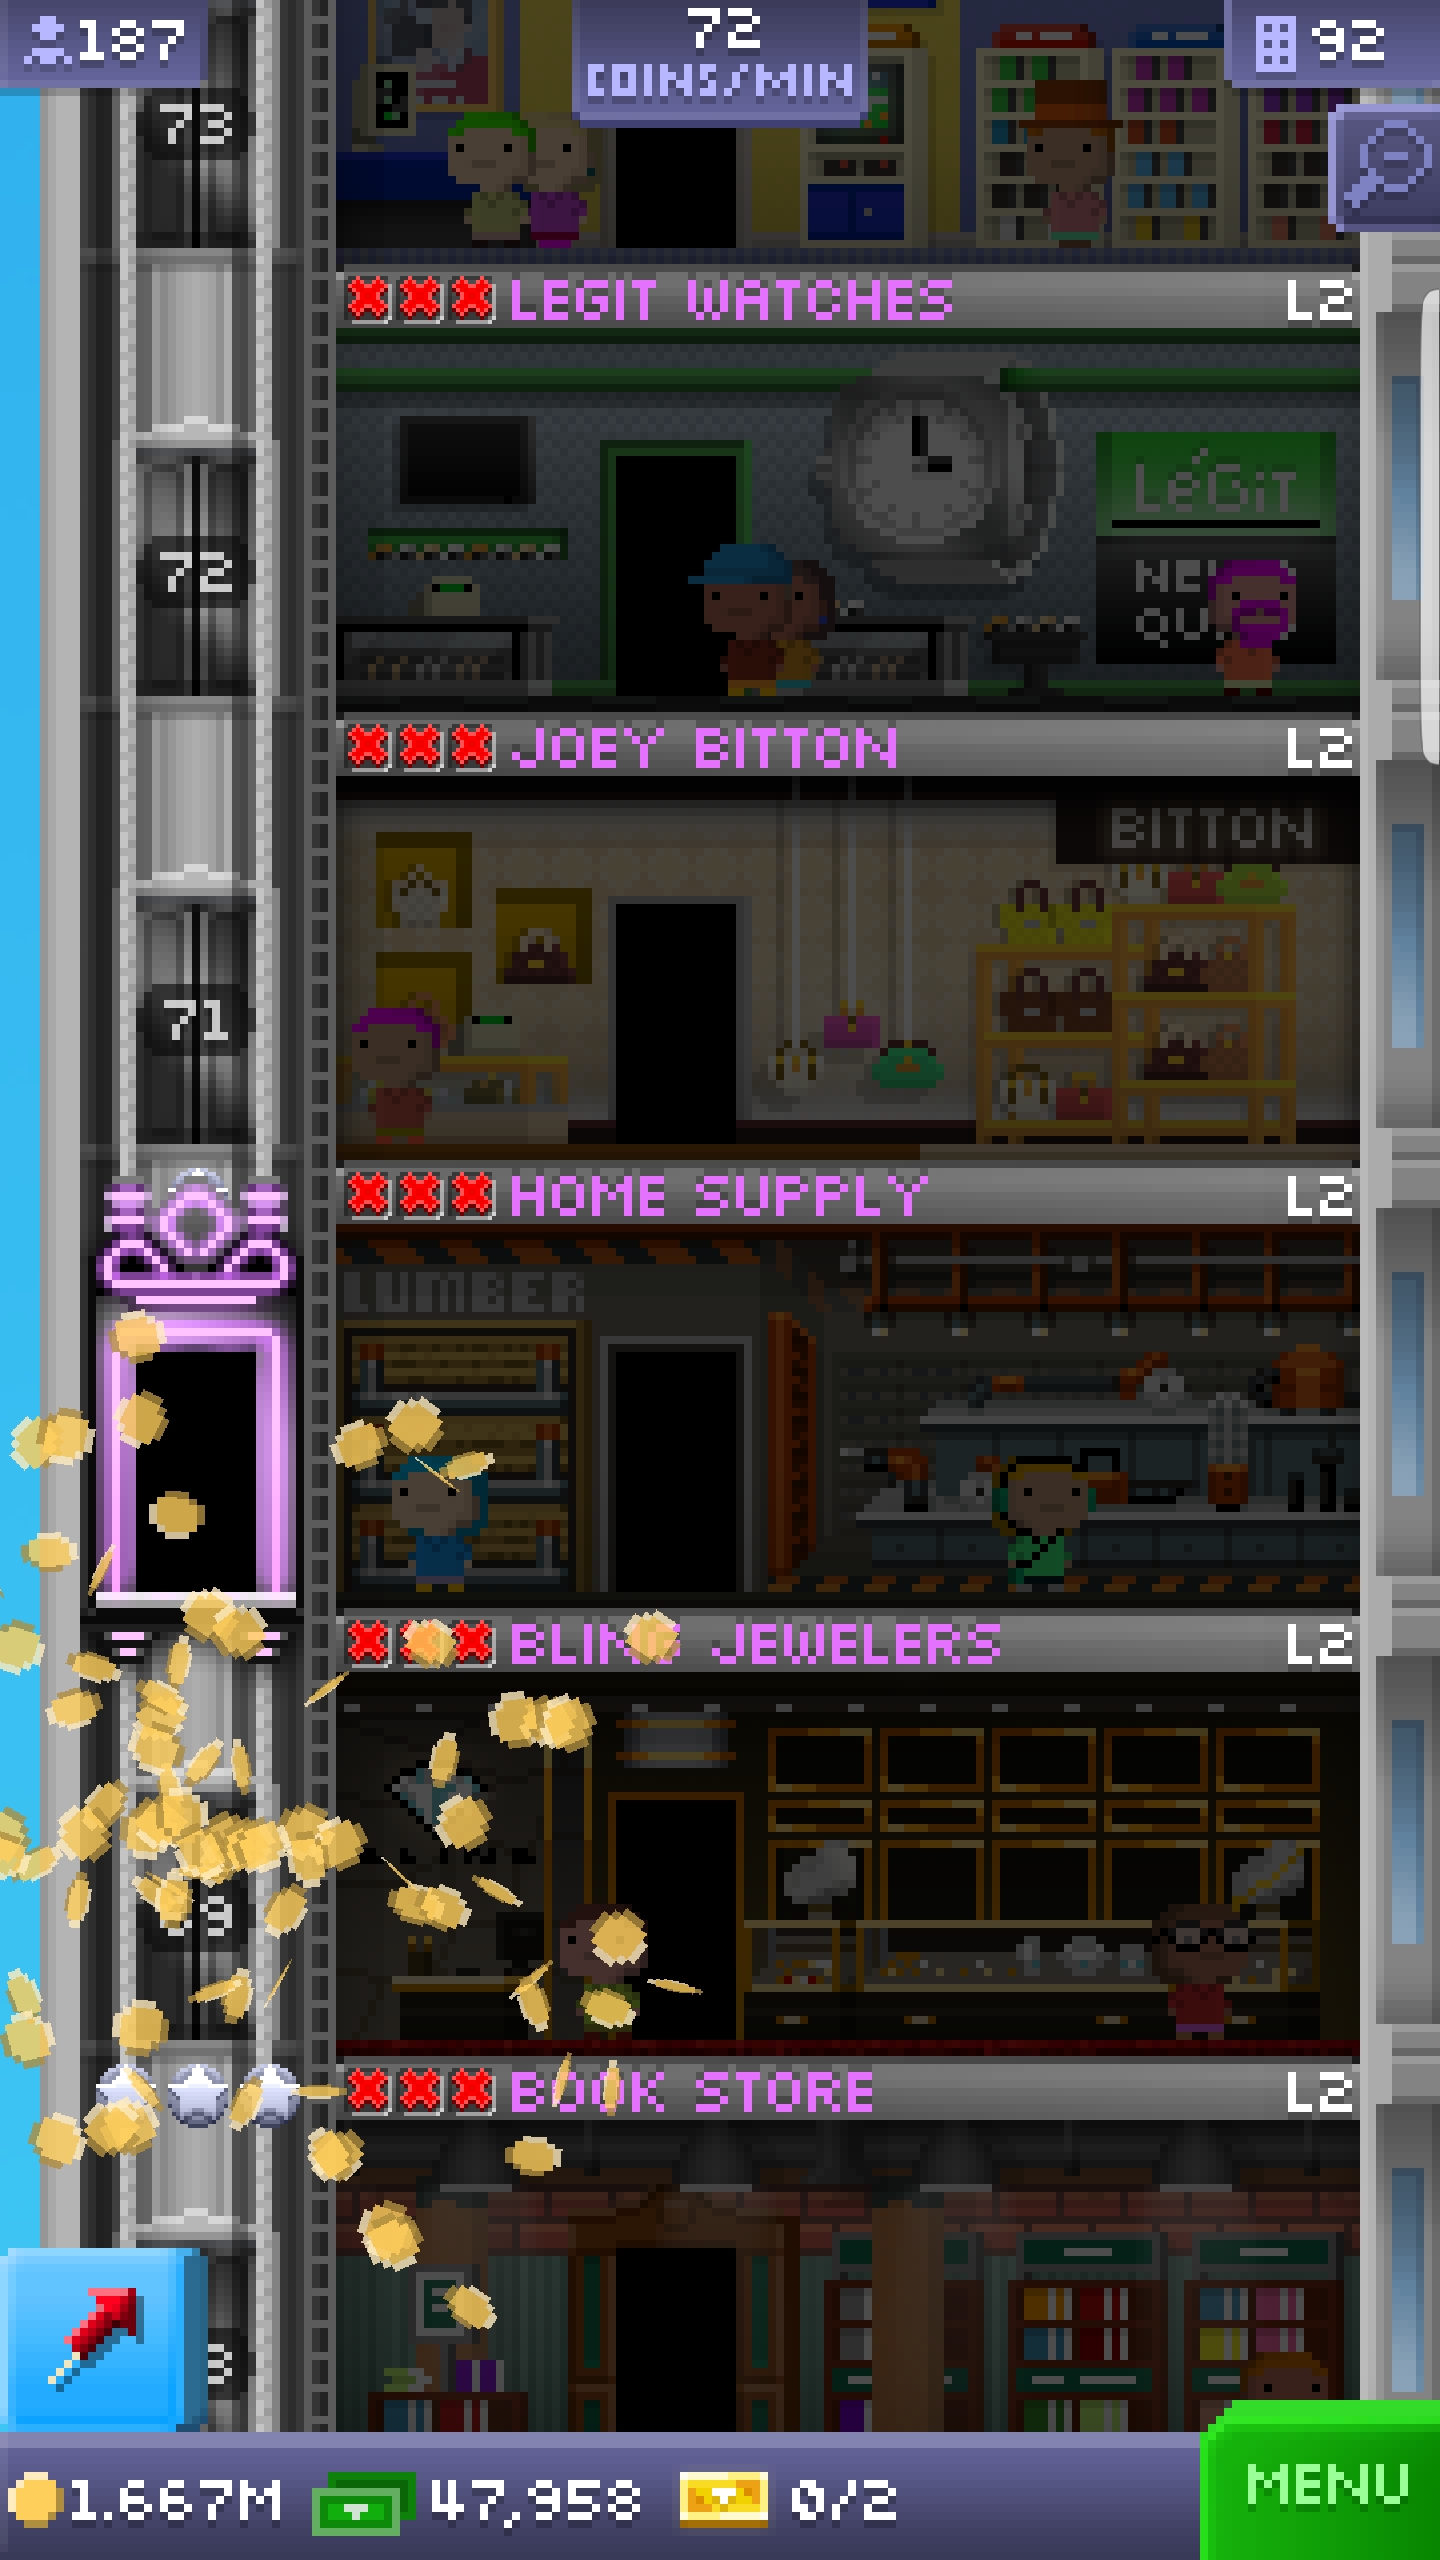 187
72
COINS/MIN
92
73
LEGIT WATCHES L2
LéGiT
72
JOEY BITTON L2
BITTON
71
HOME SUPPLY L2
LUMBER
BLING JEWELERS L2
BOOK STORE L2
1.667M 47,958 0/2
MENU